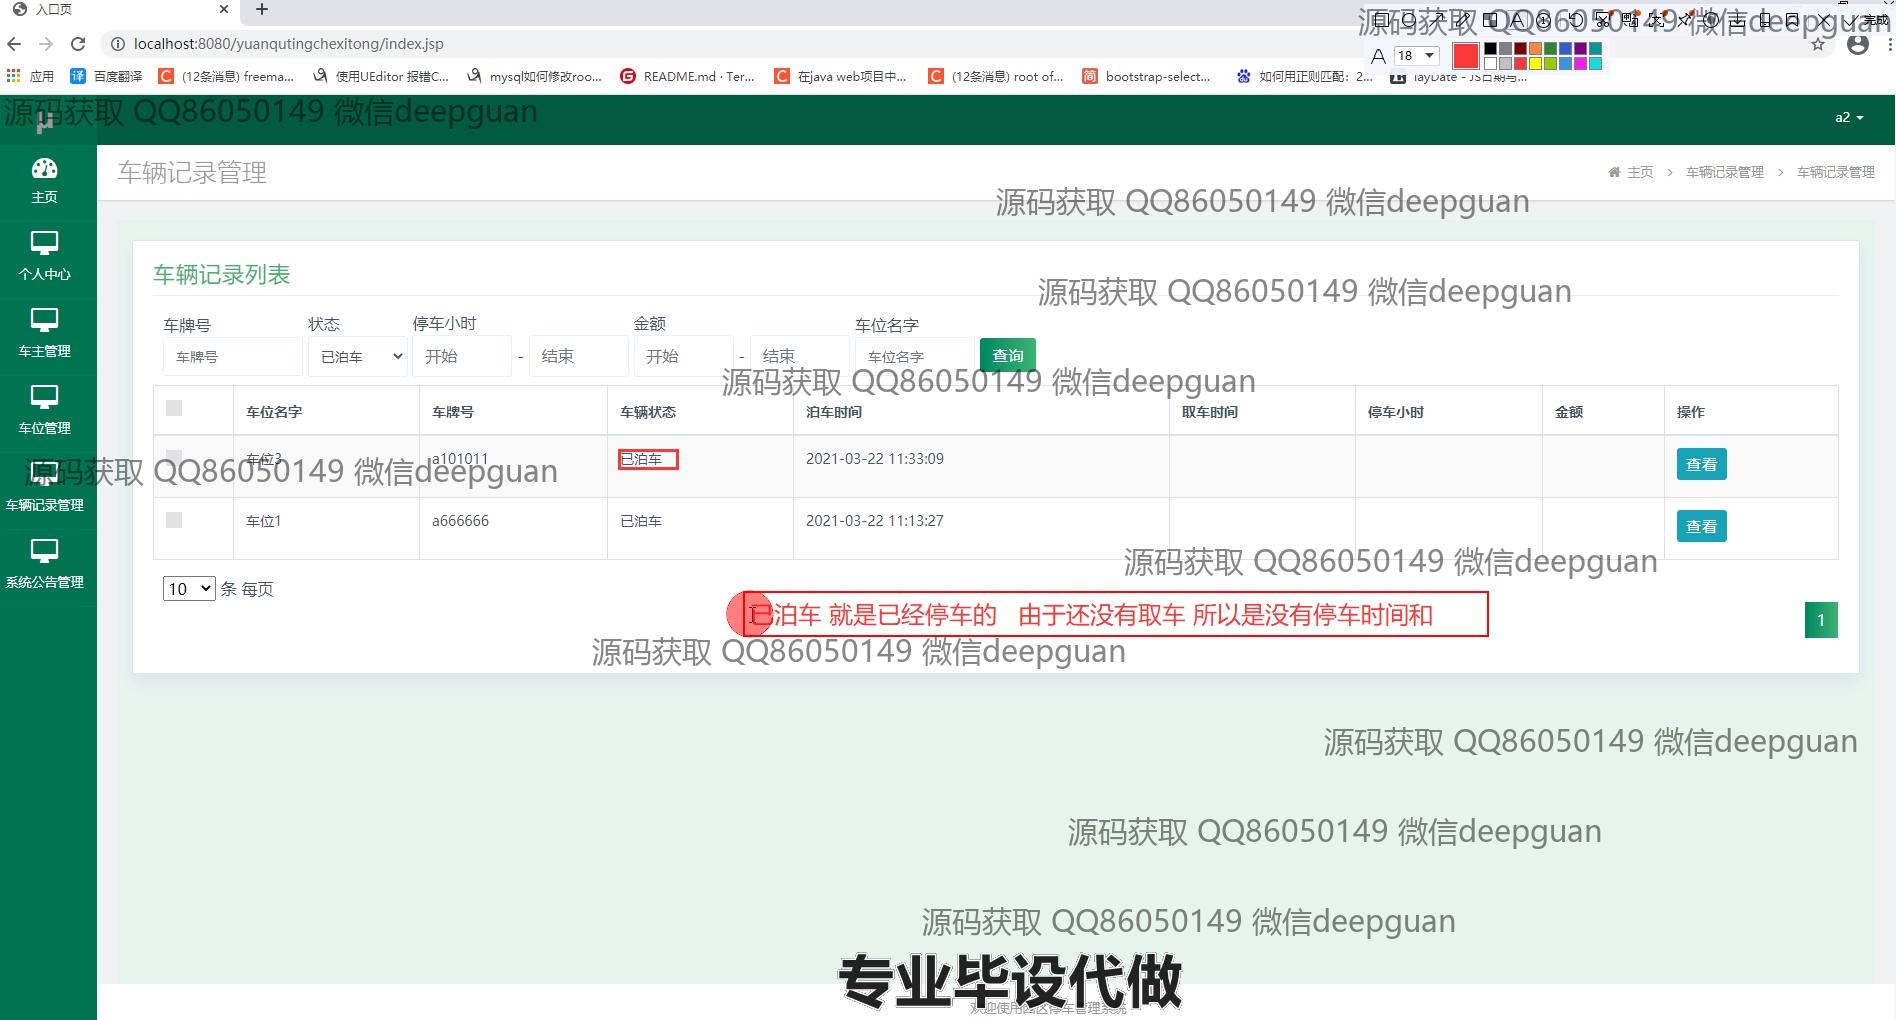 入口页
localhost:8080/yuanqutingchexitong/index.jsp
18
完成
应用 百度翻译 (12条消息) freema... 使用UEditor 报错C... mysql如何修改roo... README.md · Ter... 在java web项目中... (12条消息) root of... bootstrap-select... 如何用正则匹配：2... layDate - JS日期与...
源码获取 QQ86050149 微信deepguan
源码获取 QQ86050149 微信deepguan
a2
车辆记录管理
主页 > 车辆记录管理 > 车辆记录管理
源码获取 QQ86050149 微信deepguan
主页
个人中心
车主管理
车位管理
车辆记录管理
系统公告管理
车辆记录列表
源码获取 QQ86050149 微信deepguan
车牌号 状态 停车小时 金额 车位名字
车牌号 已泊车 开始 - 结束 开始 - 结束 车位名字 查询
源码获取 QQ86050149 微信deepguan
车位名字 车牌号 车辆状态 泊车时间 取车时间 停车小时 金额 操作
车位3 a101011 已泊车 2021-03-22 11:33:09 查看
源码获取 QQ86050149 微信deepguan
车位1 a666666 已泊车 2021-03-22 11:13:27 查看
源码获取 QQ86050149 微信deepguan
10 条 每页
已泊车 就是已经停车的 由于还没有取车 所以是没有停车时间和
1
源码获取 QQ86050149 微信deepguan
源码获取 QQ86050149 微信deepguan
源码获取 QQ86050149 微信deepguan
源码获取 QQ86050149 微信deepguan
专业毕设代做
欢迎使用园区停车管理系统